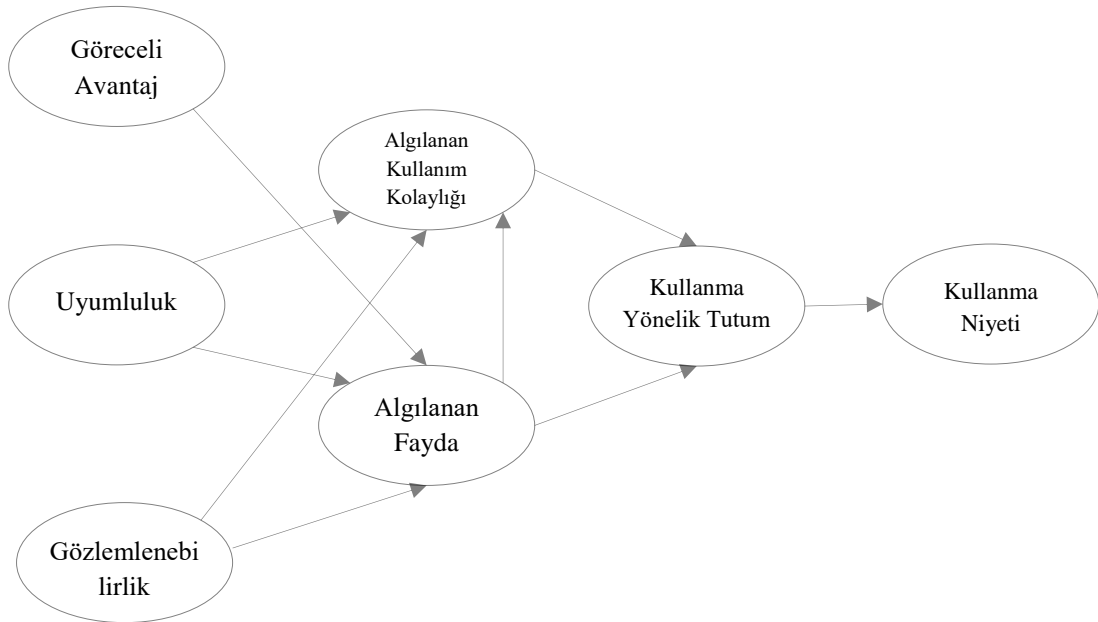 Göreceli
Avantaj
Algılanan
Kullanım
Kolaylığı
Uyumluluk
Kullanma
Yönelik Tutum
Kullanma
Niyeti
Algılanan
Fayda
Gözlemlenebi
lirlik